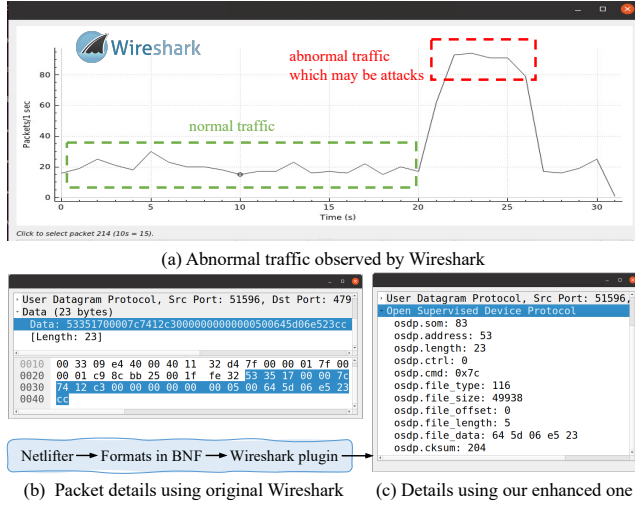 Wireshark
abnormal traffic
which may be attacks
normal traffic
Packets/1 sec
80
60
40
20
0
0 5 10 15 20 25 30
Time (s)
Click to select packet 214 (10s = 15).
(a) Abnormal traffic observed by Wireshark
User Datagram Protocol, Src Port: 51596, Dst Port: 479
Data (23 bytes)
Data: 53351700007c7412c30000000000000500645d06e523cc
[Length: 23]
0010 00 33 09 e4 40 00 40 11 32 d4 7f 00 00 01 7f 00
0020 00 01 c9 8c bb 25 00 1f fe 32 53 35 17 00 00 7c
0030 74 12 c3 00 00 00 00 00 00 05 00 64 5d 06 e5 23
0040 cc
Netlifter Formats in BNF Wireshark plugin
(b) Packet details using original Wireshark
User Datagram Protocol, Src Port: 51596,
Open Supervised Device Protocol
osdp.som: 83
osdp.address: 53
osdp.length: 23
osdp.ctrl: 0
osdp.cmd: 0x7c
osdp.file_type: 116
osdp.file_size: 49938
osdp.file_offset: 0
osdp.file_length: 5
osdp.file_data: 64 5d 06 e5 23
osdp.cksum: 204
(c) Details using our enhanced one